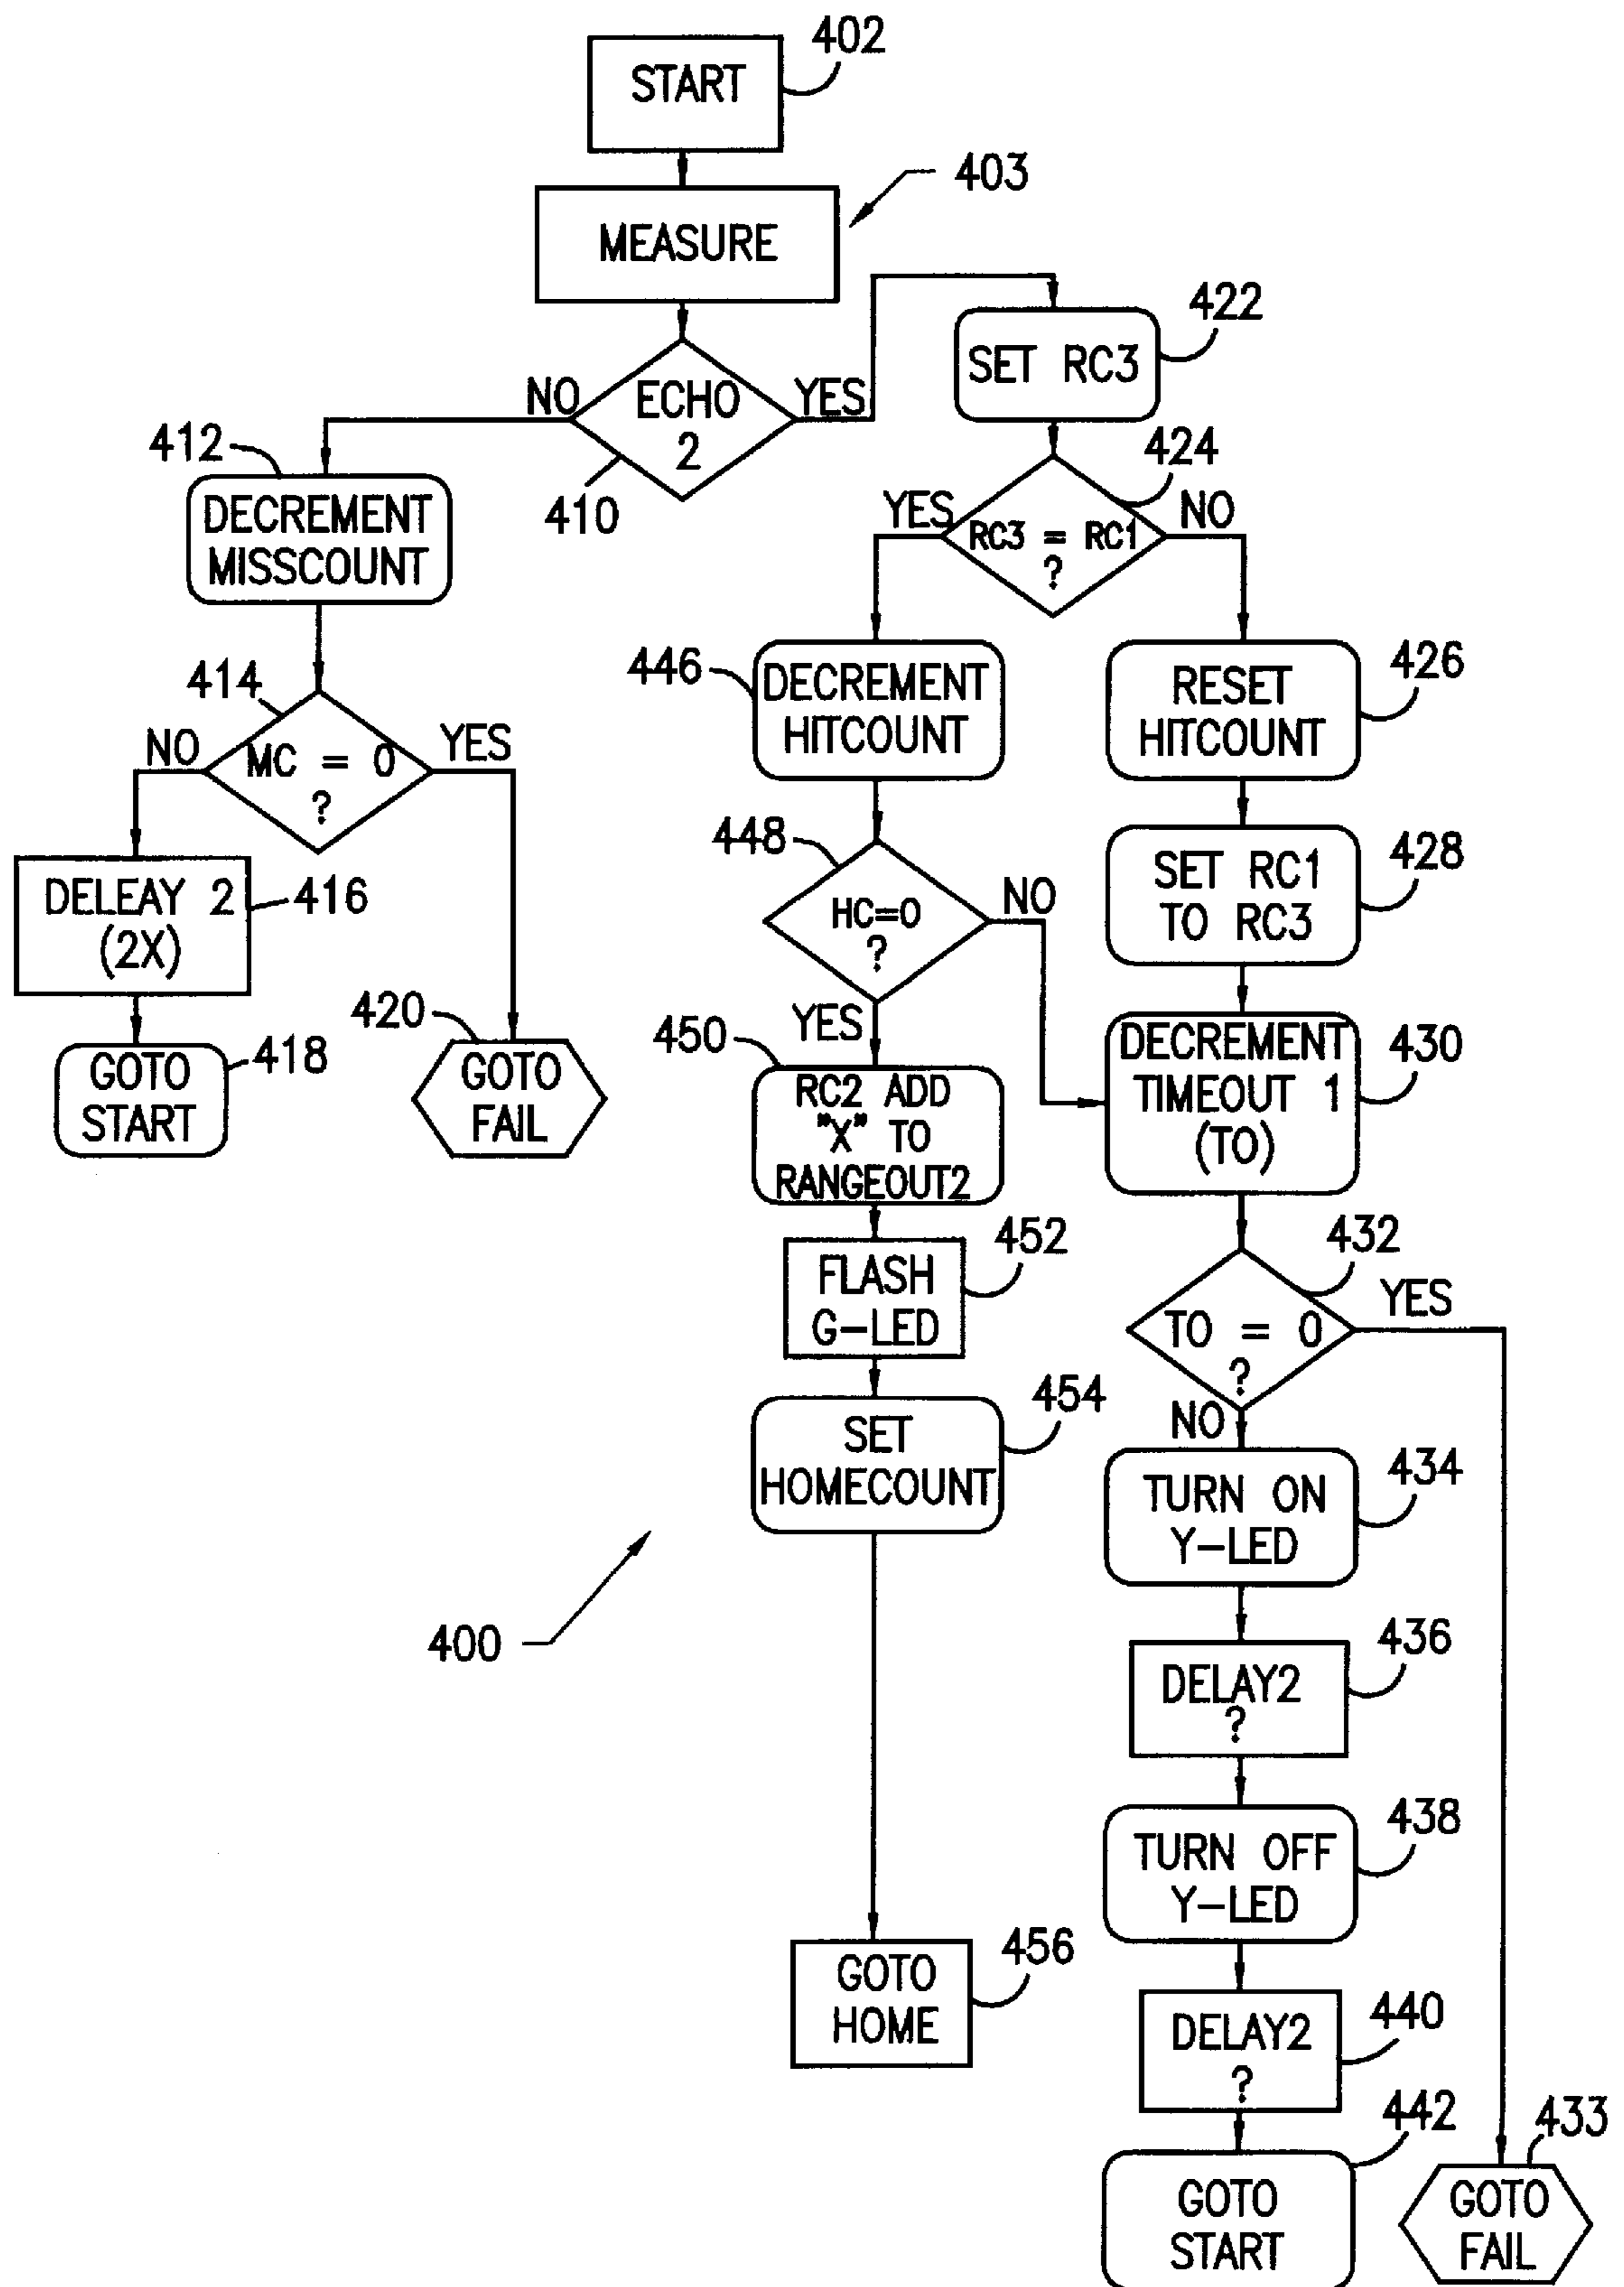 402
START
403
MEASURE
422
SET RC3
NO
ECHO
2
YES
410
412
DECREMENT
MISSCOUNT
424
YES
RC3 = RC1
?
NO
414
NO
MC = 0
?
YES
446
DECREMENT
HITCOUNT
426
RESET
HITCOUNT
DELEAY 2
(2X)
416
448
HC=0
?
NO
428
SET RC1
TO RC3
GOTO
START
418
420
GOTO
FAIL
YES
450
RC2 ADD
"X" TO
RANGEOUT2
DECREMENT
TIMEOUT 1
(TO)
430
452
FLASH
G-LED
432
TO = 0
?
YES
NO
454
SET
HOMECOUNT
434
TURN ON
Y-LED
400
436
DELAY2
?
438
TURN OFF
Y-LED
456
GOTO
HOME
440
DELAY2
?
442
GOTO
START
433
GOTO
FAIL